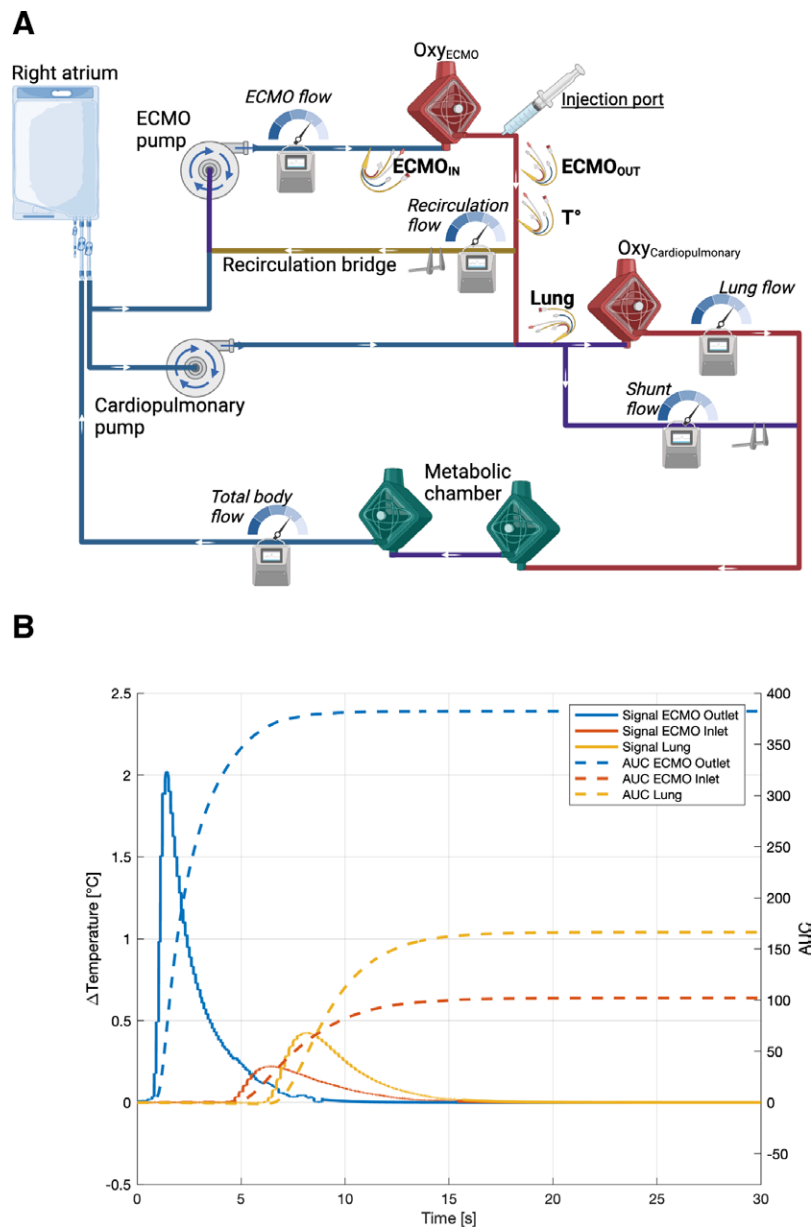 A
Right atrium
ECMO
pump
ECMO flow
OxyECMO
Injection port
ECMOIN
ECMOOUT
T°
Recirculation
flow
Recirculation bridge
OxyCardiopulmonary
Lung flow
Lung
Cardiopulmonary
pump
Shunt
flow
Total body
flow
Metabolic
chamber
B
2.5
2
1.5
1
0.5
0
-0.5
ΔTemperature [°C]
0
5
10
15
20
25
30
Time [s]
400
350
300
250
200
150
100
50
0
-50
AUC
Signal ECMO Outlet
Signal ECMO Inlet
Signal Lung
AUC ECMO Outlet
AUC ECMO Inlet
AUC Lung